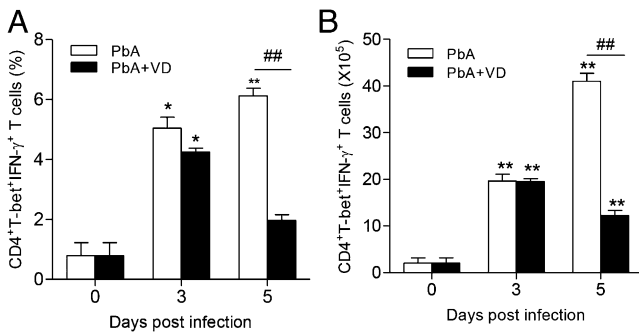 A
CD4⁺T-bet⁺IFN-γ⁺ T cells (%)
8
6
4
2
0
PbA
PbA+VD
*
*
**
##
0
3
5
Days post infection
B
CD4⁺T-bet⁺IFN-γ⁺ T cells (X10⁵)
50
40
30
20
10
0
PbA
PbA+VD
**
**
**
**
##
0
3
5
Days post infection